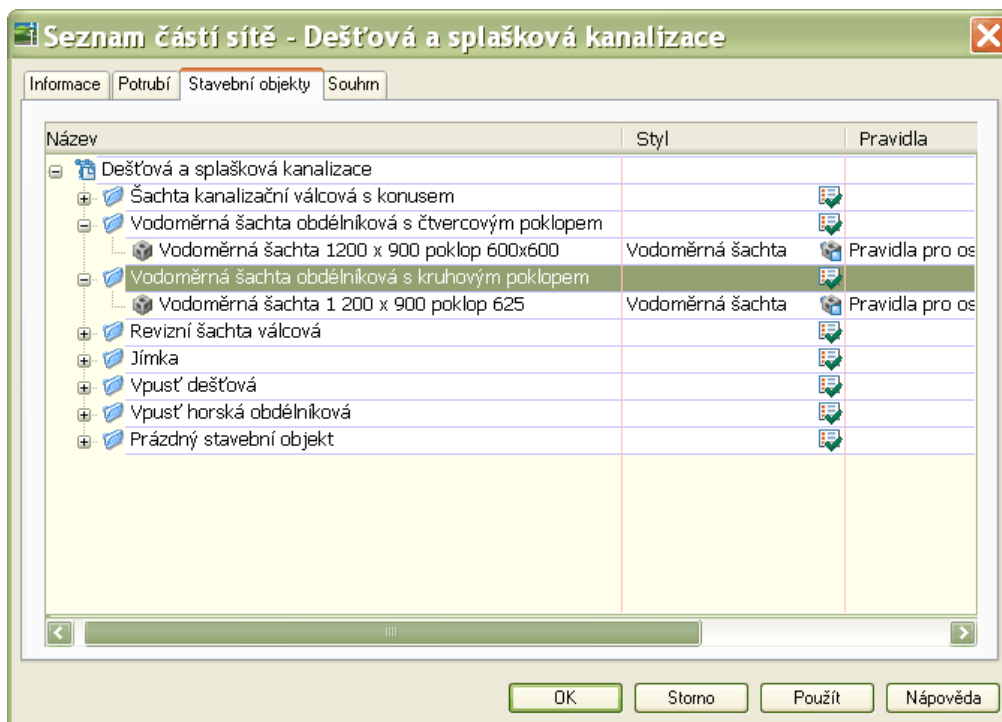 Seznam částí sítě - Dešťová a splašková kanalizace
Informace Potrubí Stavební objekty Souhrn
Název Styl Pravidla
Dešťová a splašková kanalizace
Šachta kanalizační válcová s konusem
Vodoměrná šachta obdélníková s čtvercovým poklopem
Vodoměrná šachta 1200 x 900 poklop 600x600 Vodoměrná šachta Pravidla pro os
Vodoměrná šachta obdélníková s kruhovým poklopem
Vodoměrná šachta 1 200 x 900 poklop 625 Vodoměrná šachta Pravidla pro os
Revizní šachta válcová
Jímka
Vpusť dešťová
Vpusť horská obdélníková
Prázdný stavební objekt
OK Storno Použít Nápověda